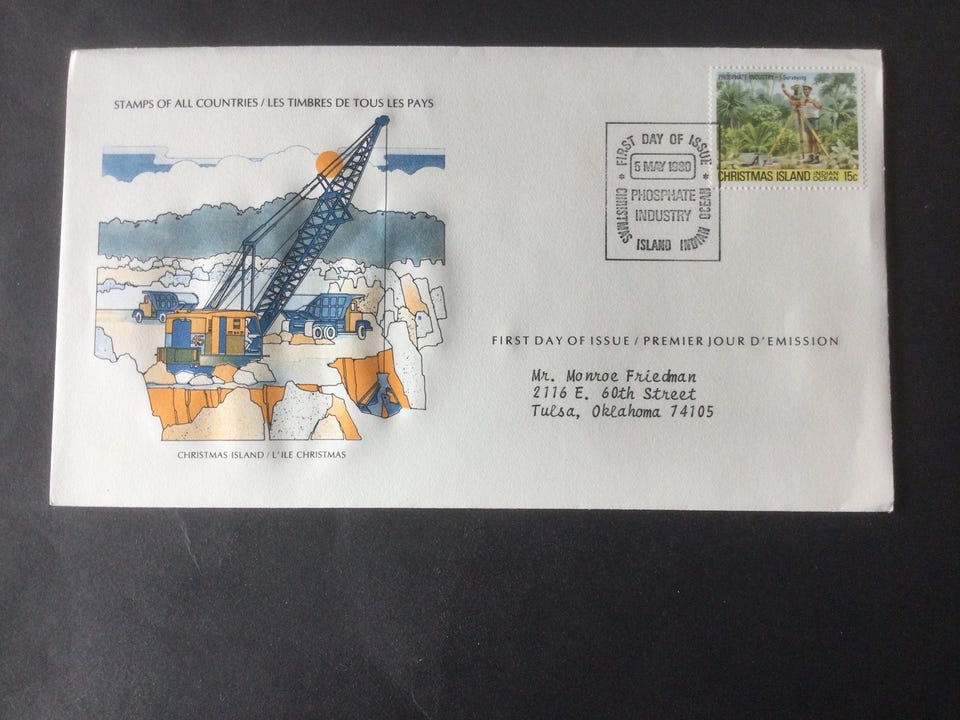 STAMPS OF ALL COUNTRIES / LES TIMBRES DE TOUS LES PAYS
PHOSPHATE INDUSTRY - 1 Surveying
CHRISTMAS ISLAND INDIAN OCEAN 15c
* FIRST DAY OF ISSUE *
5 MAY 1980
PHOSPHATE
INDUSTRY
CHRISTMAS ISLAND INDIAN OCEAN
FIRST DAY OF ISSUE / PREMIER JOUR D'EMISSION
Mr. Monroe Friedman
2116 E. 60th Street
Tulsa, Oklahoma 74105
CHRISTMAS ISLAND / L'ILE CHRISTMAS